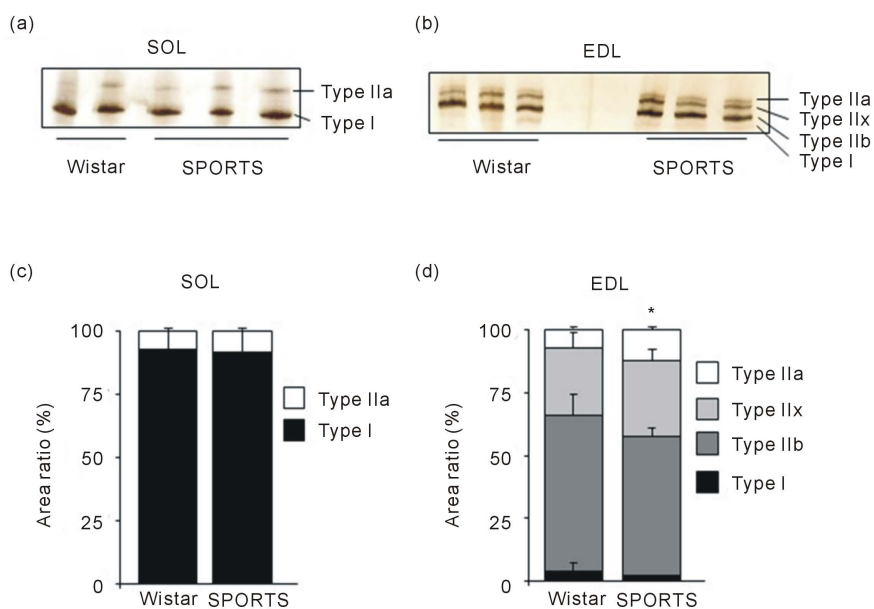 (a)
SOL
Type IIa
Type I
Wistar SPORTS
(b)
EDL
Type IIa
Type IIx
Type IIb
Type I
Wistar SPORTS
(c)
SOL
100
75
50
25
0
Area ratio (%)
Wistar SPORTS
Type IIa
Type I
(d)
EDL
*
100
75
50
25
0
Area ratio (%)
Wistar SPORTS
Type IIa
Type IIx
Type IIb
Type I